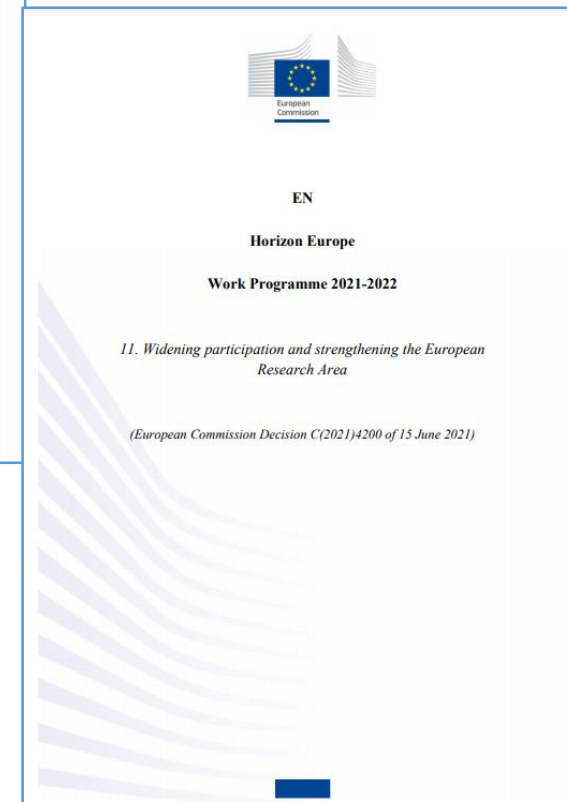 European
Commission
EN
Horizon Europe
Work Programme 2021-2022
11. Widening participation and strengthening the European
Research Area
(European Commission Decision C(2021)4200 of 15 June 2021)